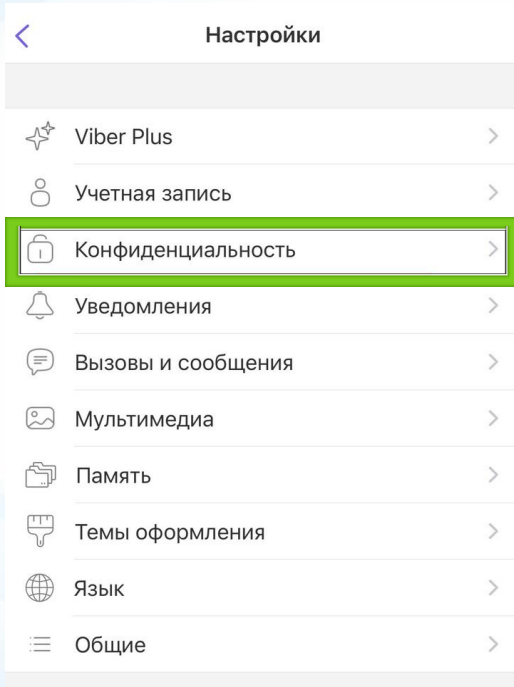 Настройки
Viber Plus
Учетная запись
Конфиденциальность
Уведомления
Вызовы и сообщения
Мультимедиа
Память
Темы оформления
Язык
Общие